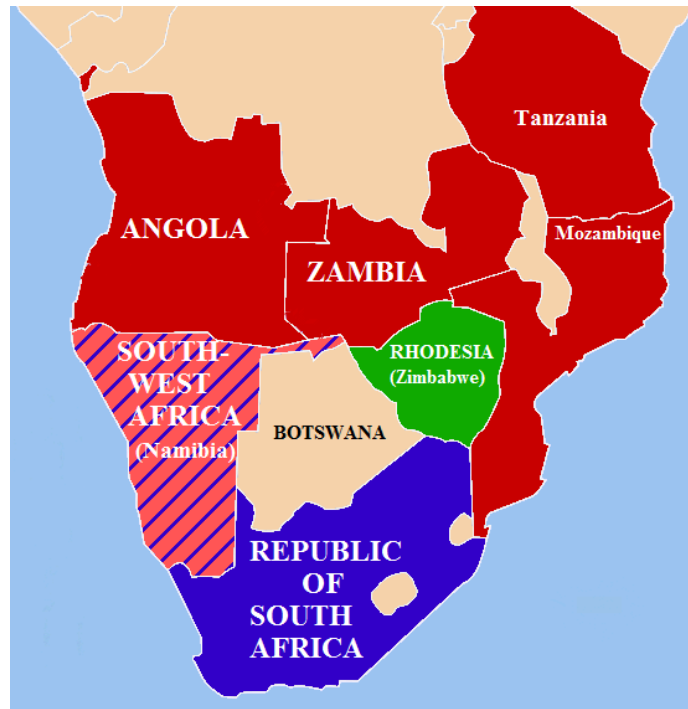 Tanzania
ANGOLA
Mozambique
ZAMBIA
SOUTH-
WEST
AFRICA
(Namibia)
RHODESIA
(Zimbabwe)
BOTSWANA
REPUBLIC
OF
SOUTH
AFRICA